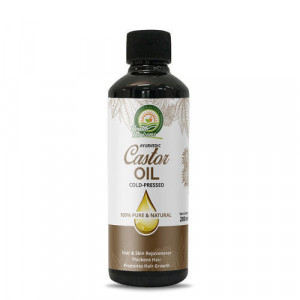 AYURVEDIC
Castor
OIL
COLD-PRESSED
100% PURE & NATURAL
Hair & Skin Rejuvenator
Thickens Hair
Promotes Hair Growth